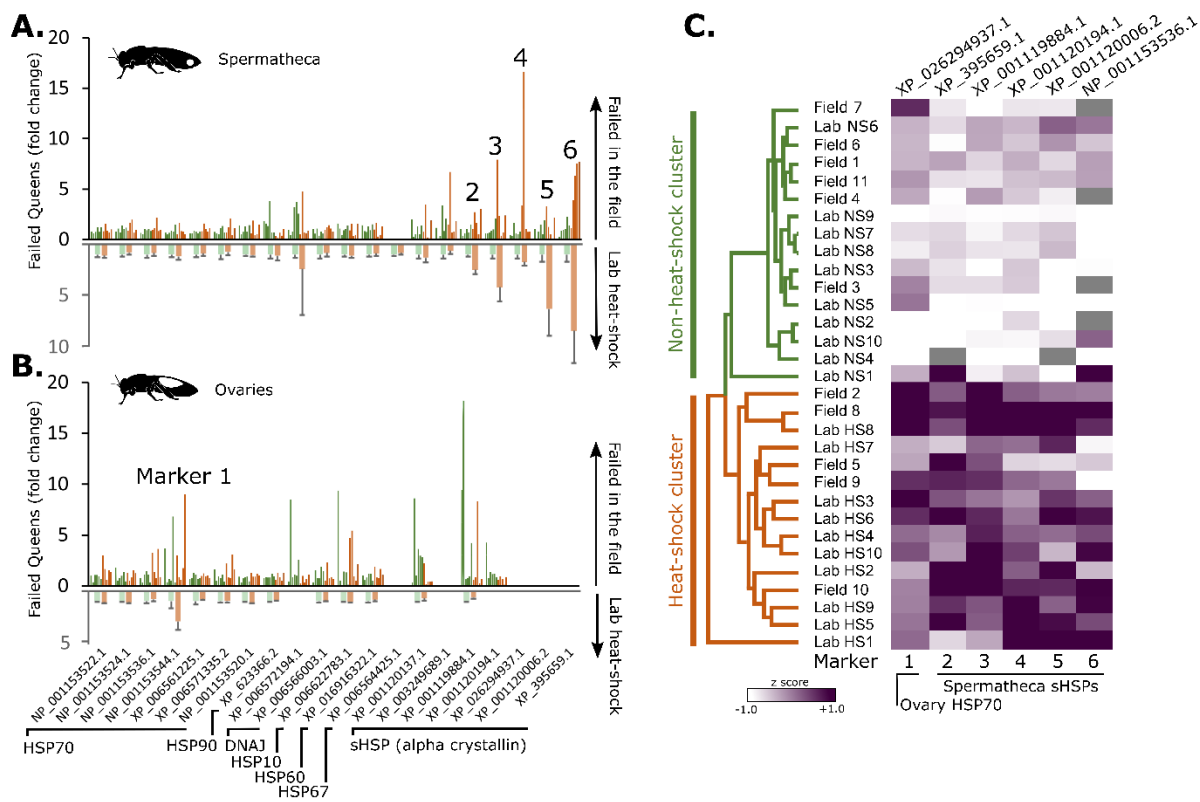 A.
Spermatheca
Failed Queens (fold change)
20
15
10
5
0
5
10
2
3
4
5
6
Failed in the field
Lab heat-shock
B.
Ovaries
Failed Queens (fold change)
20
15
10
5
0
5
Marker 1
Failed in the field
Lab heat-shock
NP_001153522.1
NP_001153524.1
NP_001153536.1
NP_001153544.1
XP_006561225.1
XP_006571335.2
NP_001153520.1
XP_623366.2
XP_006572194.1
XP_006566003.1
XP_006622783.1
XP_016916322.1
XP_006564425.1
XP_001120137.1
XP_003249689.1
XP_001119884.1
XP_001120194.1
XP_026294937.1
XP_001120006.2
XP_395659.1
HSP70
HSP90
DNAJ
HSP10
HSP60
HSP67
sHSP (alpha crystallin)
C.
XP_026294937.1
XP_395659.1
XP_001119884.1
XP_001120194.1
XP_001120006.2
NP_001153536.1
Non-heat-shock cluster
Heat-shock cluster
Field 7
Lab NS6
Field 6
Field 1
Field 11
Field 4
Lab NS9
Lab NS7
Lab NS8
Lab NS3
Field 3
Lab NS5
Lab NS2
Lab NS10
Lab NS4
Lab NS1
Field 2
Field 8
Lab HS8
Lab HS7
Field 5
Field 9
Lab HS3
Lab HS6
Lab HS4
Lab HS10
Lab HS2
Field 10
Lab HS9
Lab HS5
Lab HS1
Marker 1 2 3 4 5 6
z score
-1.0 +1.0
Spermatheca sHSPs
Ovary HSP70